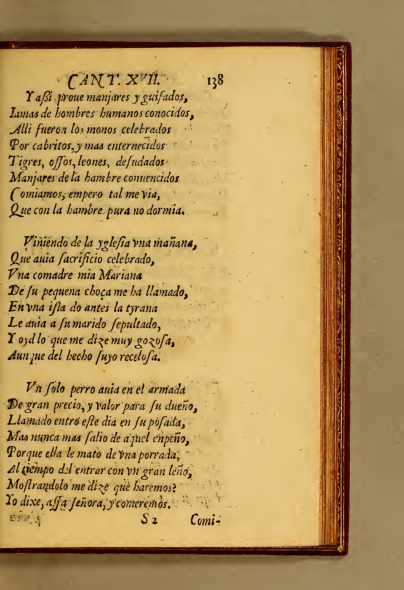 CANT. XVII. 138
Y aſsi proue manjares y guiſados,
Iamas de hombres humanos conocidos,
Alli fueron los monos celebrados
Por cabritos, y mas enternecidos
Tigres, oſſos, leones, deſudados
Manjares de la hambre conuencidos
Comiamos, empero tal me via,
Que con la hambre pura no dormia.
Viniendo de la ygleſia vna mañana,
Que auia ſacrificio celebrado,
Vna comadre mia Mariana
De ſu pequena choça me ha llamado,
En vna iſla do antes la tyrana
Le auia a ſu marido ſepultado,
Y oyd lo que me dize muy gozoſa,
Aunque del hecho ſuyo receloſa.
Vn ſolo perro auia en el armada
De gran precio, y valor para ſu dueño,
Llamado entrò eſte dia en ſu poſada,
Mas nunca mas ſalio de aquel enpeño,
Porque ella le mato de vna porrada,
Al tiempo del entrar con vn gran leño,
Moſtrandolo me dize què haremos?
Yo dixe, aſſa ſeñora, y comeremos.
S 2 Comi-